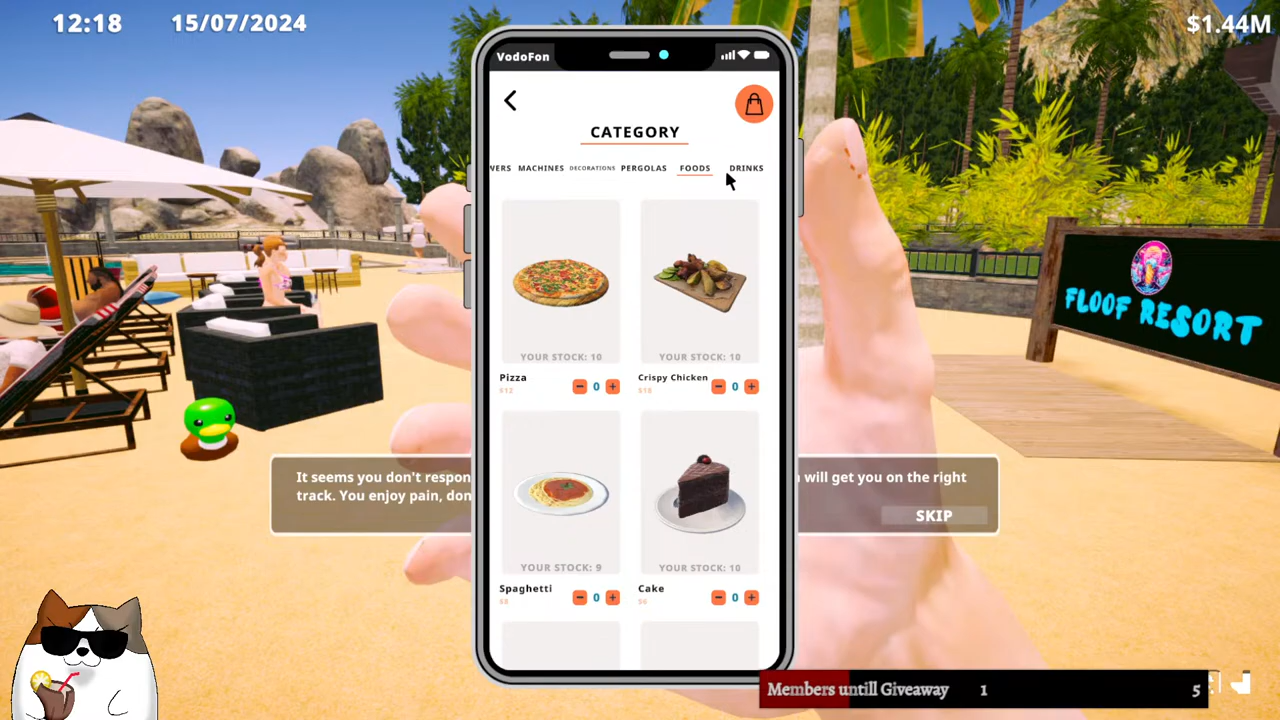 12:18
15/07/2024
$1.44M
VodoFon
CATEGORY
VERS MACHINES DECORATIONS PERGOLAS FOODS DRINKS
YOUR STOCK: 10
YOUR STOCK: 10
Pizza
$12
0
Crispy Chicken
$18
0
YOUR STOCK: 9
YOUR STOCK: 10
Spaghetti
0
Cake
0
FLOOF RESORT
It seems you don't respon
will get you on the right
track. You enjoy pain, don
SKIP
Members untill Giveaway 1 5